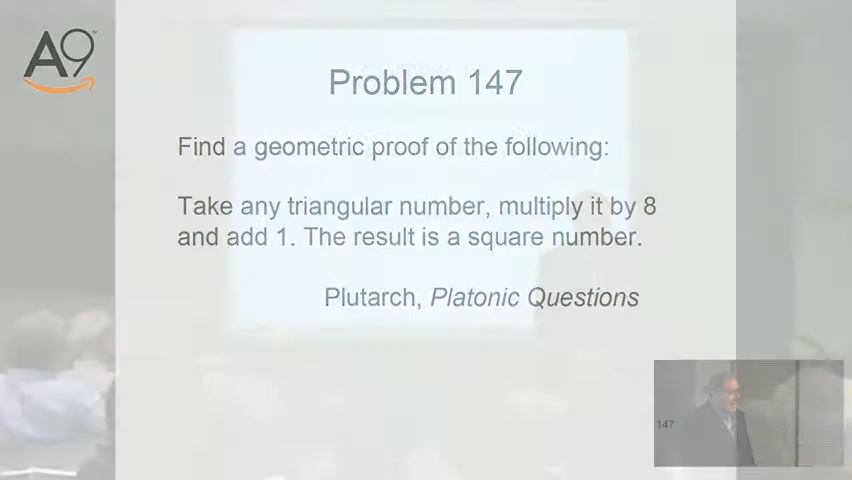 A9
Problem 147
Find a geometric proof of the following:
Take any triangular number, multiply it by 8
and add 1. The result is a square number.
Plutarch, Platonic Questions
147